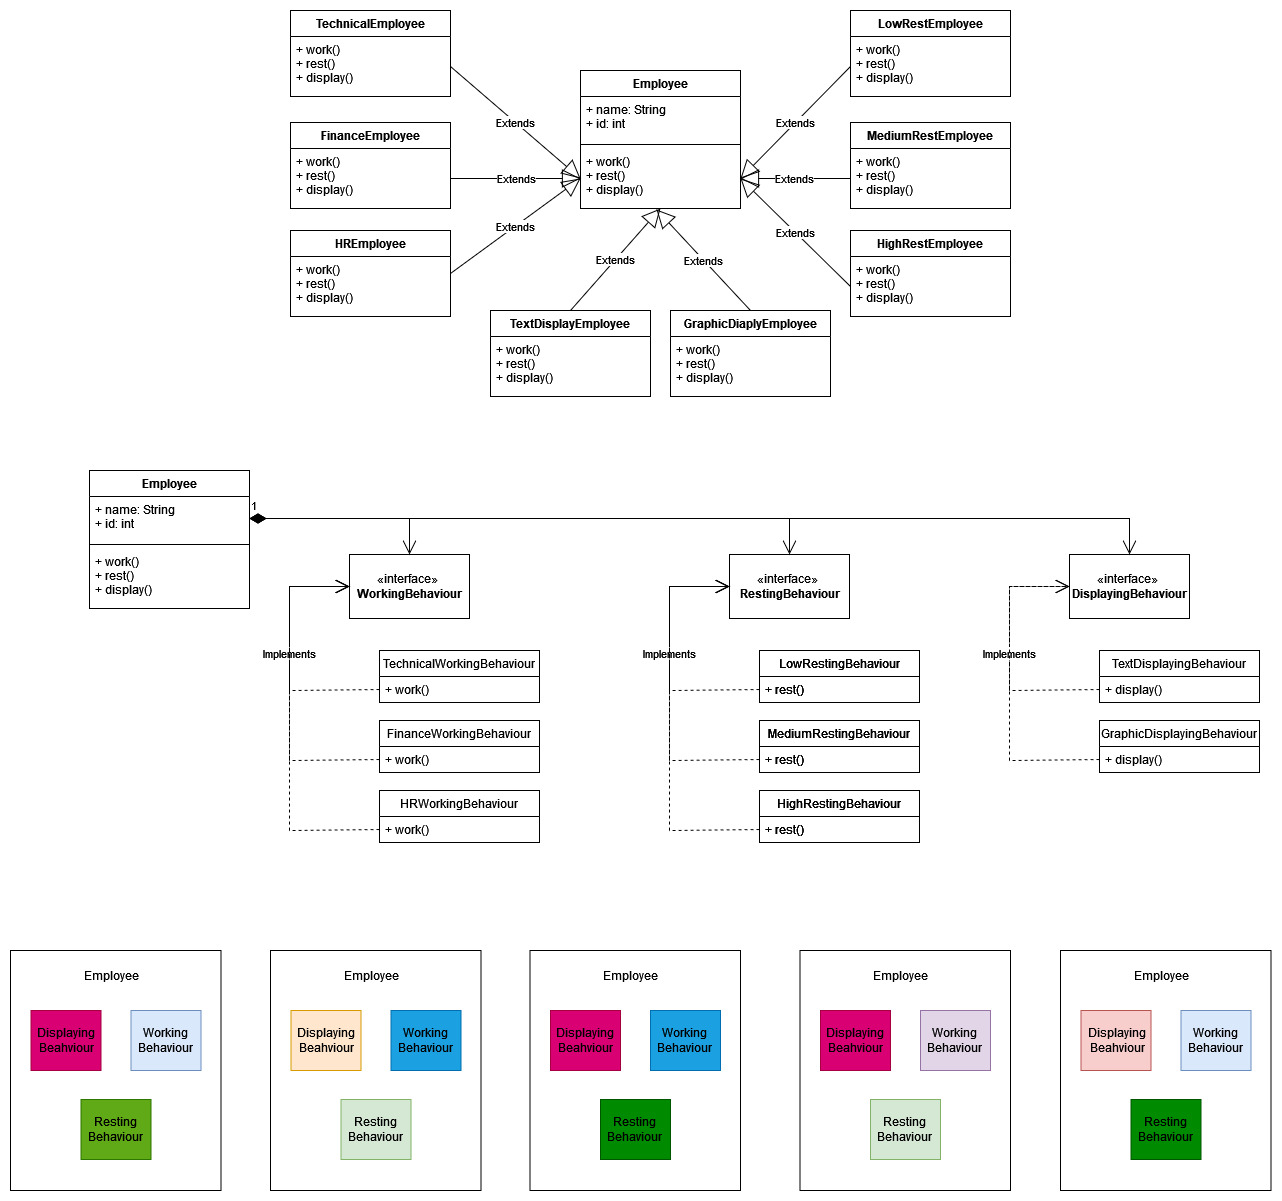 TechnicalEmployee
+ work()
+ rest()
+ display()
FinanceEmployee
+ work()
+ rest()
+ display()
HREmployee
+ work()
+ rest()
+ display()
Extends
Extends
Extends
Employee
+ name: String
+ id: int
+ work()
+ rest()
+ display()
LowRestEmployee
+ work()
+ rest()
+ display()
MediumRestEmployee
+ work()
+ rest()
+ display()
HighRestEmployee
+ work()
+ rest()
+ display()
Extends
Extends
Extends
Extends
Extends
TextDisplayEmployee
+ work()
+ rest()
+ display()
GraphicDiaplyEmployee
+ work()
+ rest()
+ display()
Employee
+ name: String
+ id: int
+ work()
+ rest()
+ display()
1
«interface»
WorkingBehaviour
Implements
TechnicalWorkingBehaviour
+ work()
FinanceWorkingBehaviour
+ work()
HRWorkingBehaviour
+ work()
«interface»
RestingBehaviour
Implements
LowRestingBehaviour
+ rest()
MediumRestingBehaviour
+ rest()
HighRestingBehaviour
+ rest()
«interface»
DisplayingBehaviour
Implements
TextDisplayingBehaviour
+ display()
GraphicDisplayingBehaviour
+ display()
Employee
Displaying
Beahviour
Working
Behaviour
Resting
Behaviour
Employee
Displaying
Beahviour
Working
Behaviour
Resting
Behaviour
Employee
Displaying
Beahviour
Working
Behaviour
Resting
Behaviour
Employee
Displaying
Beahviour
Working
Behaviour
Resting
Behaviour
Employee
Displaying
Beahviour
Working
Behaviour
Resting
Behaviour